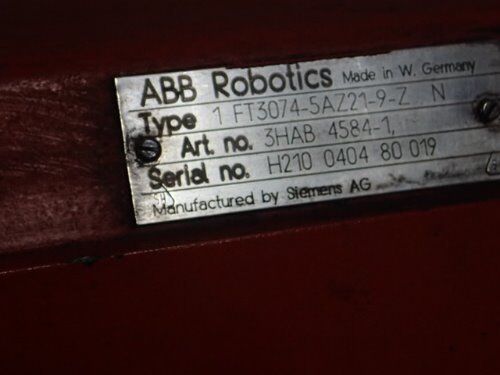 ABB Robotics Made in W. Germany
Type 1 FT3074-5AZ21-9-Z N
Art. no. 3HAB 4584-1,
Serial no. H210 0404 80 019
Manufactured by Siemens AG